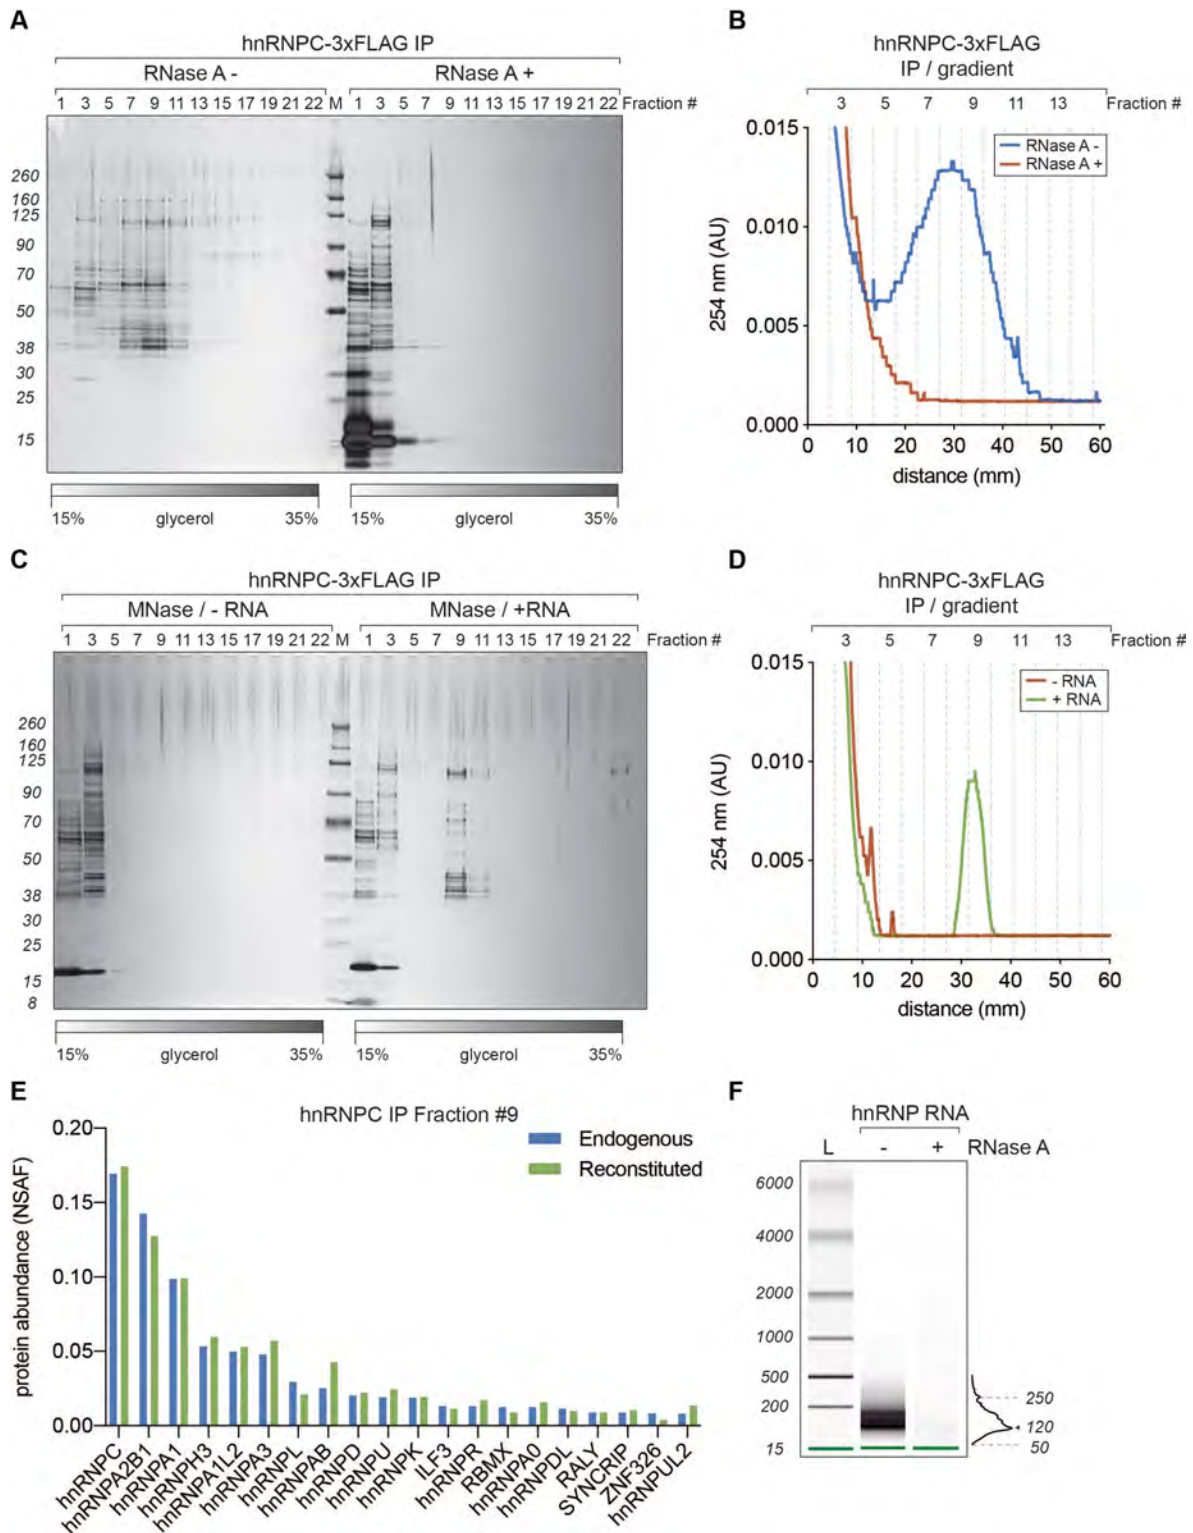 A
hnRNPC-3xFLAG IP
RNase A - RNase A +
1 3 5 7 9 11 13 15 17 19 21 22 M 1 3 5 7 9 11 13 15 17 19 21 22 Fraction #
260
160
125
90
70
50
38
30
25
15
15% glycerol 35% 15% glycerol 35%
B
hnRNPC-3xFLAG
IP / gradient
3 5 7 9 11 13 Fraction #
0.015
0.010
0.005
0.000
254 nm (AU)
RNase A -
RNase A +
0 10 20 30 40 50 60
distance (mm)
C
hnRNPC-3xFLAG IP
MNase / - RNA MNase / +RNA
1 3 5 7 9 11 13 15 17 19 21 22 M 1 3 5 7 9 11 13 15 17 19 21 22 Fraction #
260
160
125
90
70
50
38
30
25
15
8
15% glycerol 35% 15% glycerol 35%
D
hnRNPC-3xFLAG
IP / gradient
3 5 7 9 11 13 Fraction #
0.015
0.010
0.005
0.000
254 nm (AU)
- RNA
+ RNA
0 10 20 30 40 50 60
distance (mm)
E
hnRNPC IP Fraction #9
0.20
0.15
0.10
0.05
0.00
protein abundance (NSAF)
Endogenous
Reconstituted
hnRNPC
hnRNPA2B1
hnRNPA1
hnRNPH3
hnRNPA1L2
hnRNPA3
hnRNPL
hnRNPAB
hnRNPD
hnRNPU
hnRNPK
ILF3
hnRNPR
RBMX
hnRNPA0
hnRNPDL
RALY
SYNCRIP
ZNF326
hnRNPUL2
F
hnRNP RNA
L - + RNase A
6000
4000
2000
1000
500
200
15
250
120
50